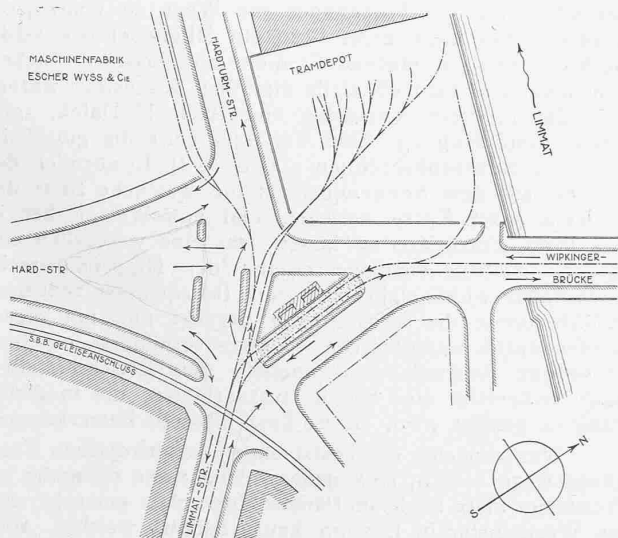 MASCHINENFABRIK
ESCHER WYSS & Cie
HARDTURM-STR.
TRAMDEPOT
LIMMAT
WIPKINGER-
BRÜCKE
HARD-STR.
S.B.B. GELEISEANSCHLUSS
LIMMAT-STR.
N
S